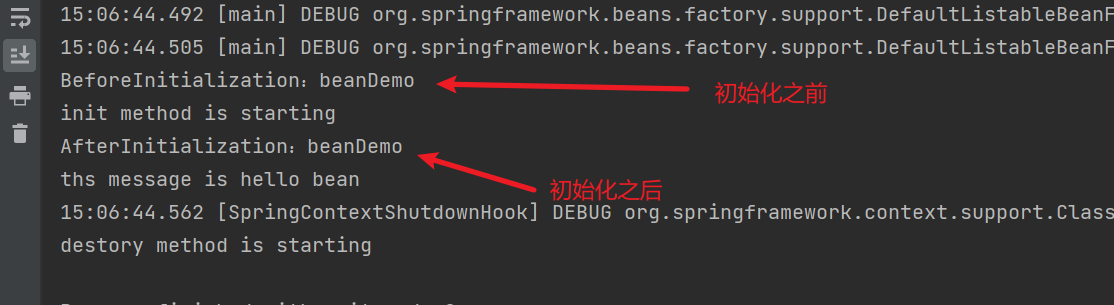 15:06:44.492 [main] DEBUG org.springframework.beans.factory.support.DefaultListableBeanF
15:06:44.505 [main] DEBUG org.springframework.beans.factory.support.DefaultListableBeanF
BeforeInitialization：beanDemo 初始化之前
init method is starting
AfterInitialization：beanDemo
ths message is hello bean 初始化之后
15:06:44.562 [SpringContextShutdownHook] DEBUG org.springframework.context.support.Class
destory method is starting